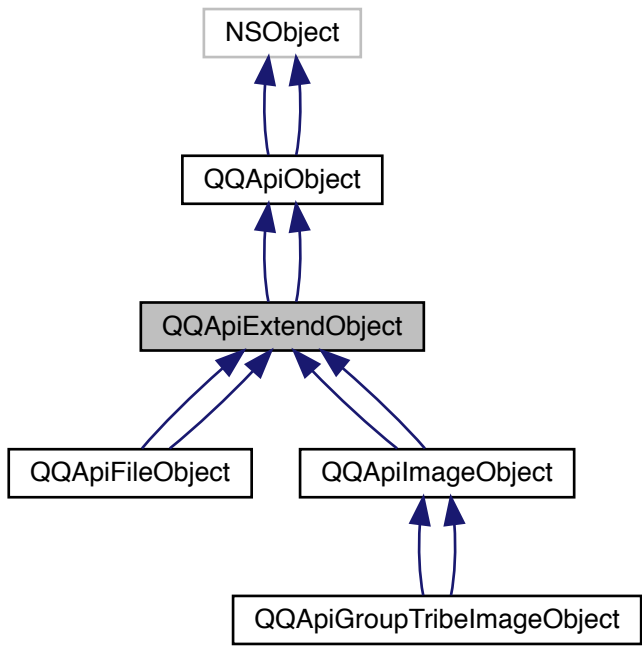 NSObject
QQApiObject
QQApiExtendObject
QQApiFileObject
QQApiImageObject
QQApiGroupTribeImageObject